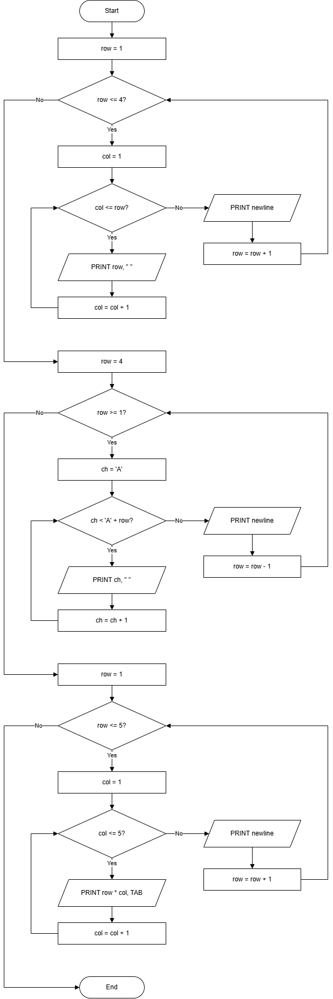 Start
row = 1
row <= 4?
No
Yes
col = 1
col <= row?
No
PRINT newline
Yes
row = row + 1
PRINT row, " "
col = col + 1
row = 4
row >= 1?
No
Yes
ch = 'A'
ch < 'A' + row?
No
PRINT newline
Yes
row = row - 1
PRINT ch, " "
ch = ch + 1
row = 1
row <= 5?
No
Yes
col = 1
col <= 5?
No
PRINT newline
Yes
row = row + 1
PRINT row * col, TAB
col = col + 1
End